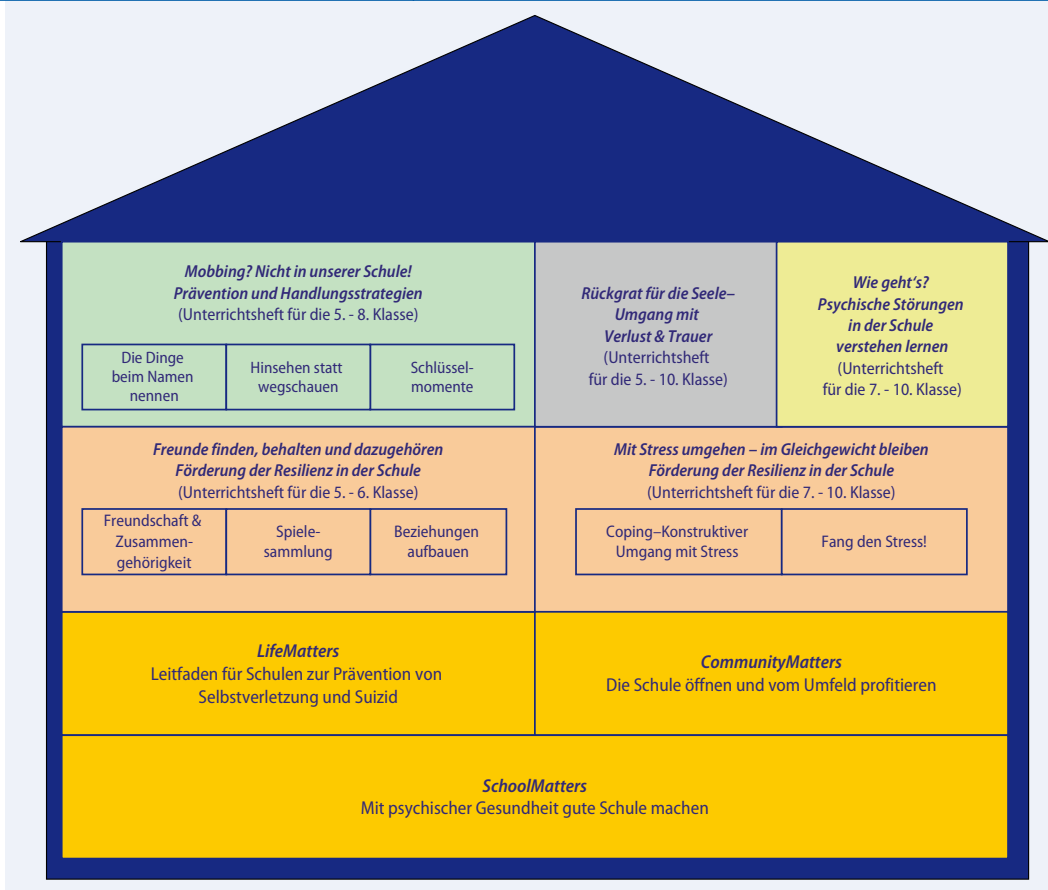 Mobbing? Nicht in unserer Schule!
Prävention und Handlungsstrategien
(Unterrichtsheft für die 5. - 8. Klasse)
Die Dinge
beim Namen
nennen
Hinsehen statt
wegschauen
Schlüssel-
momente
Rückgrat für die Seele–
Umgang mit
Verlust & Trauer
(Unterrichtsheft
für die 5. - 10. Klasse)
Wie geht's?
Psychische Störungen
in der Schule
verstehen lernen
(Unterrichtsheft
für die 7. - 10. Klasse)
Freunde finden, behalten und dazugehören
Förderung der Resilienz in der Schule
(Unterrichtsheft für die 5. - 6. Klasse)
Freundschaft &
Zusammen-
gehörigkeit
Spiele-
sammlung
Beziehungen
aufbauen
Mit Stress umgehen – im Gleichgewicht bleiben
Förderung der Resilienz in der Schule
(Unterrichtsheft für die 7. - 10. Klasse)
Coping–Konstruktiver
Umgang mit Stress
Fang den Stress!
LifeMatters
Leitfaden für Schulen zur Prävention von
Selbstverletzung und Suizid
CommunityMatters
Die Schule öffnen und vom Umfeld profitieren
SchoolMatters
Mit psychischer Gesundheit gute Schule machen